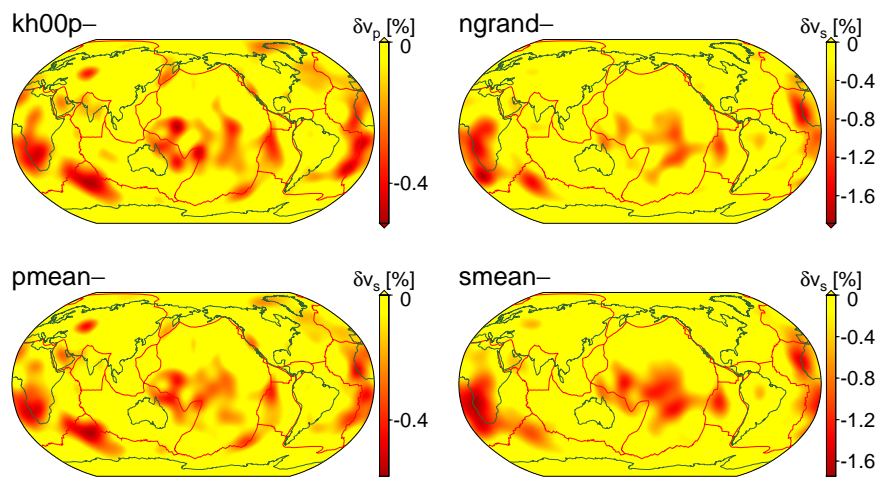 kh00p–
δvp [%]
0
-0.4
ngrand–
δvs [%]
0
-0.4
-0.8
-1.2
-1.6
pmean–
δvs [%]
0
-0.4
smean–
δvs [%]
0
-0.4
-0.8
-1.2
-1.6